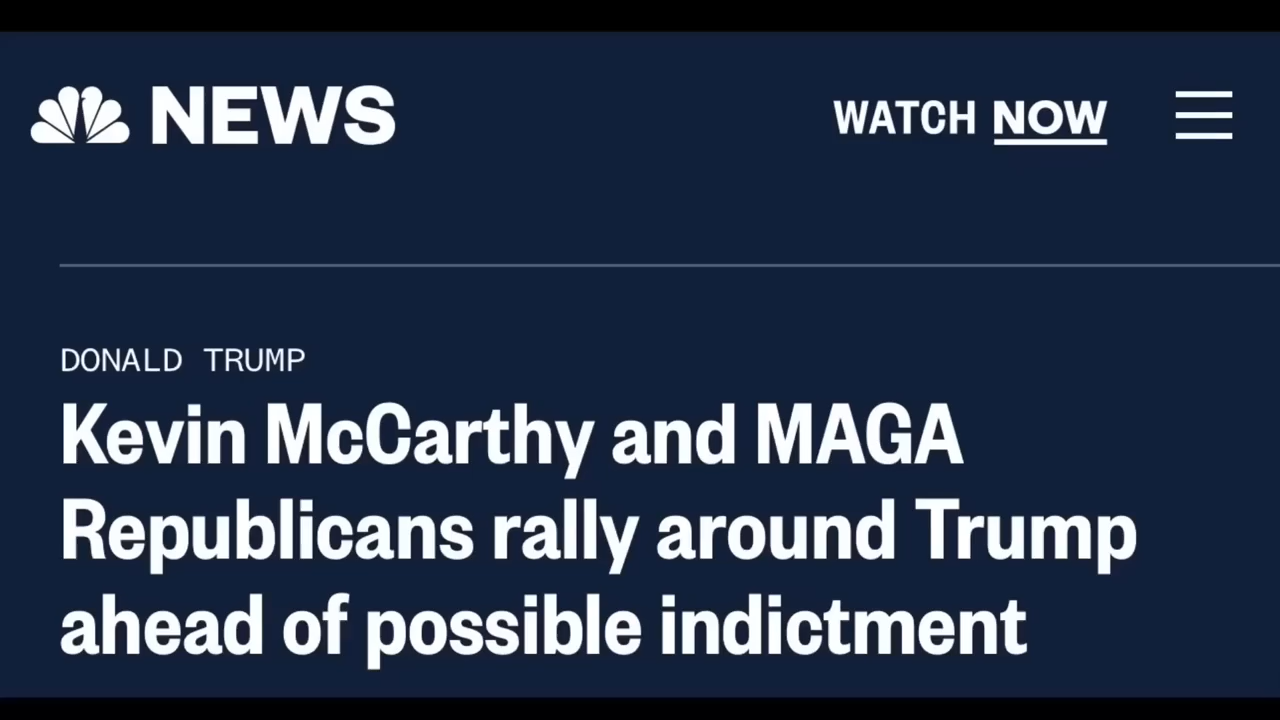 NEWS
WATCH NOW
DONALD TRUMP
Kevin McCarthy and MAGA
Republicans rally around Trump
ahead of possible indictment